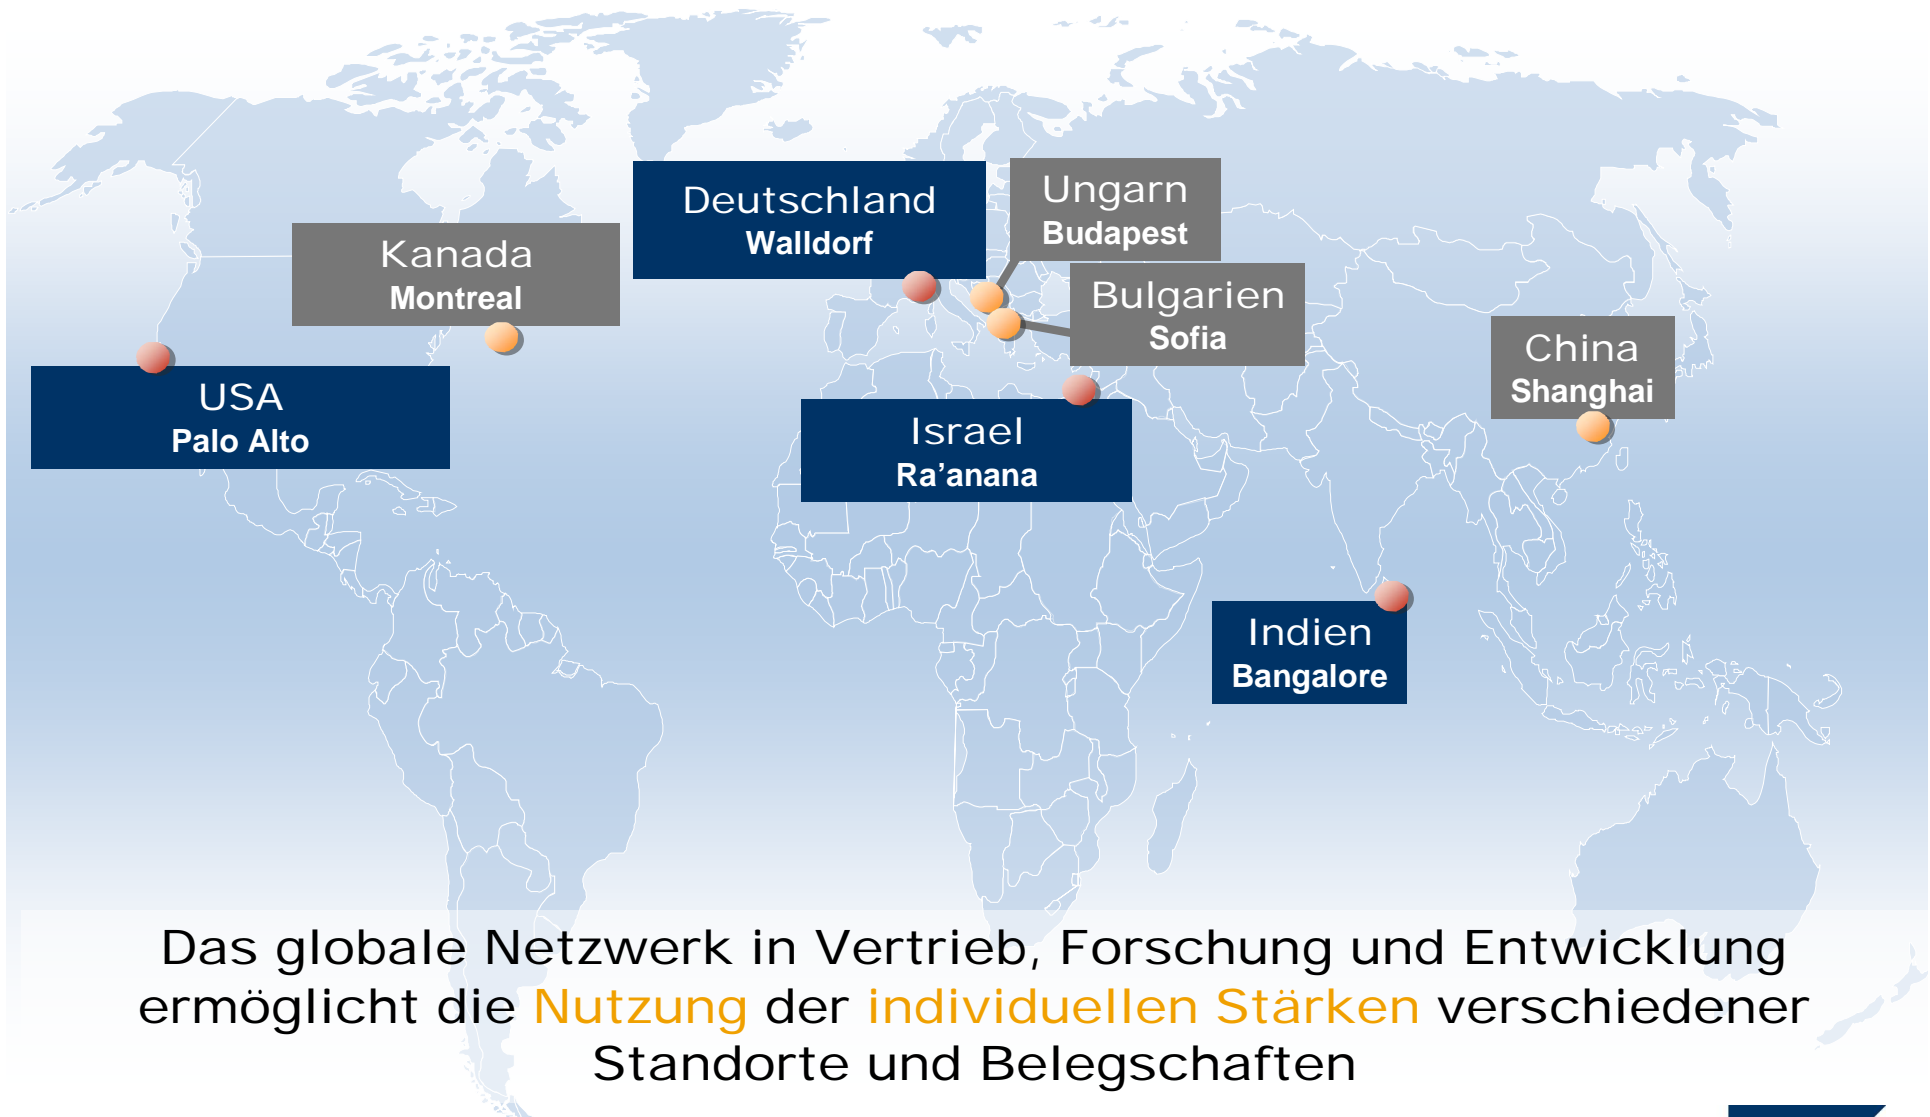 Deutschland
Walldorf
Ungarn
Budapest
Kanada
Montreal
Bulgarien
Sofia
China
Shanghai
USA
Palo Alto
Israel
Ra’anana
Indien
Bangalore
Das globale Netzwerk in Vertrieb, Forschung und Entwicklung
ermöglicht die Nutzung der individuellen Stärken verschiedener
Standorte und Belegschaften